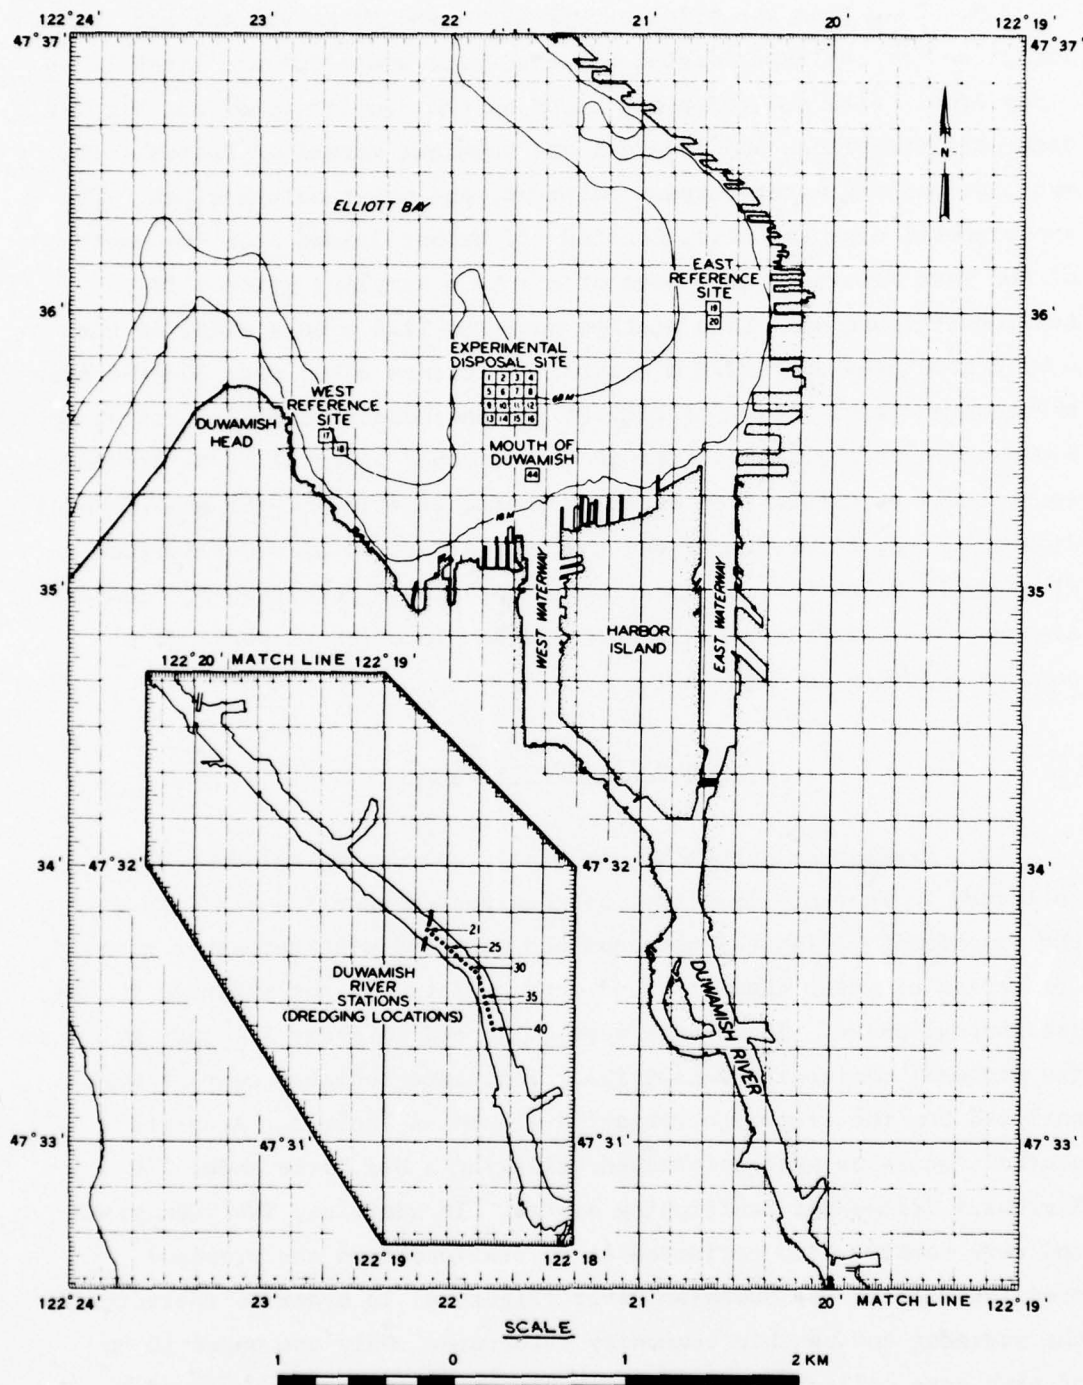 122° 24' 23' 22' 21' 20' 122° 19'
47° 37' 47° 37'
N
ELLIOTT BAY
EAST
REFERENCE
SITE
36' 36'
19
20
EXPERIMENTAL
DISPOSAL SITE
1 2 3 4
5 6 7 8
9 10 11 12
13 14 15 16
60 M
WEST
REFERENCE
SITE
17
18
DUWAMISH
HEAD
MOUTH OF
DUWAMISH
44
18 M
35' 35'
WEST WATERWAY
EAST WATERWAY
HARBOR
ISLAND
122° 20' MATCH LINE 122° 19'
34' 47° 32' 47° 32' 34'
21
25
30
35
40
DUWAMISH
RIVER
STATIONS
(DREDGING LOCATIONS)
DUWAMISH RIVER
47° 33' 47° 31' 47° 31' 47° 33'
122° 19' 122° 18'
122° 24' 23' 22' 21' 20' MATCH LINE 122° 19'
SCALE
1 0 1 2 KM